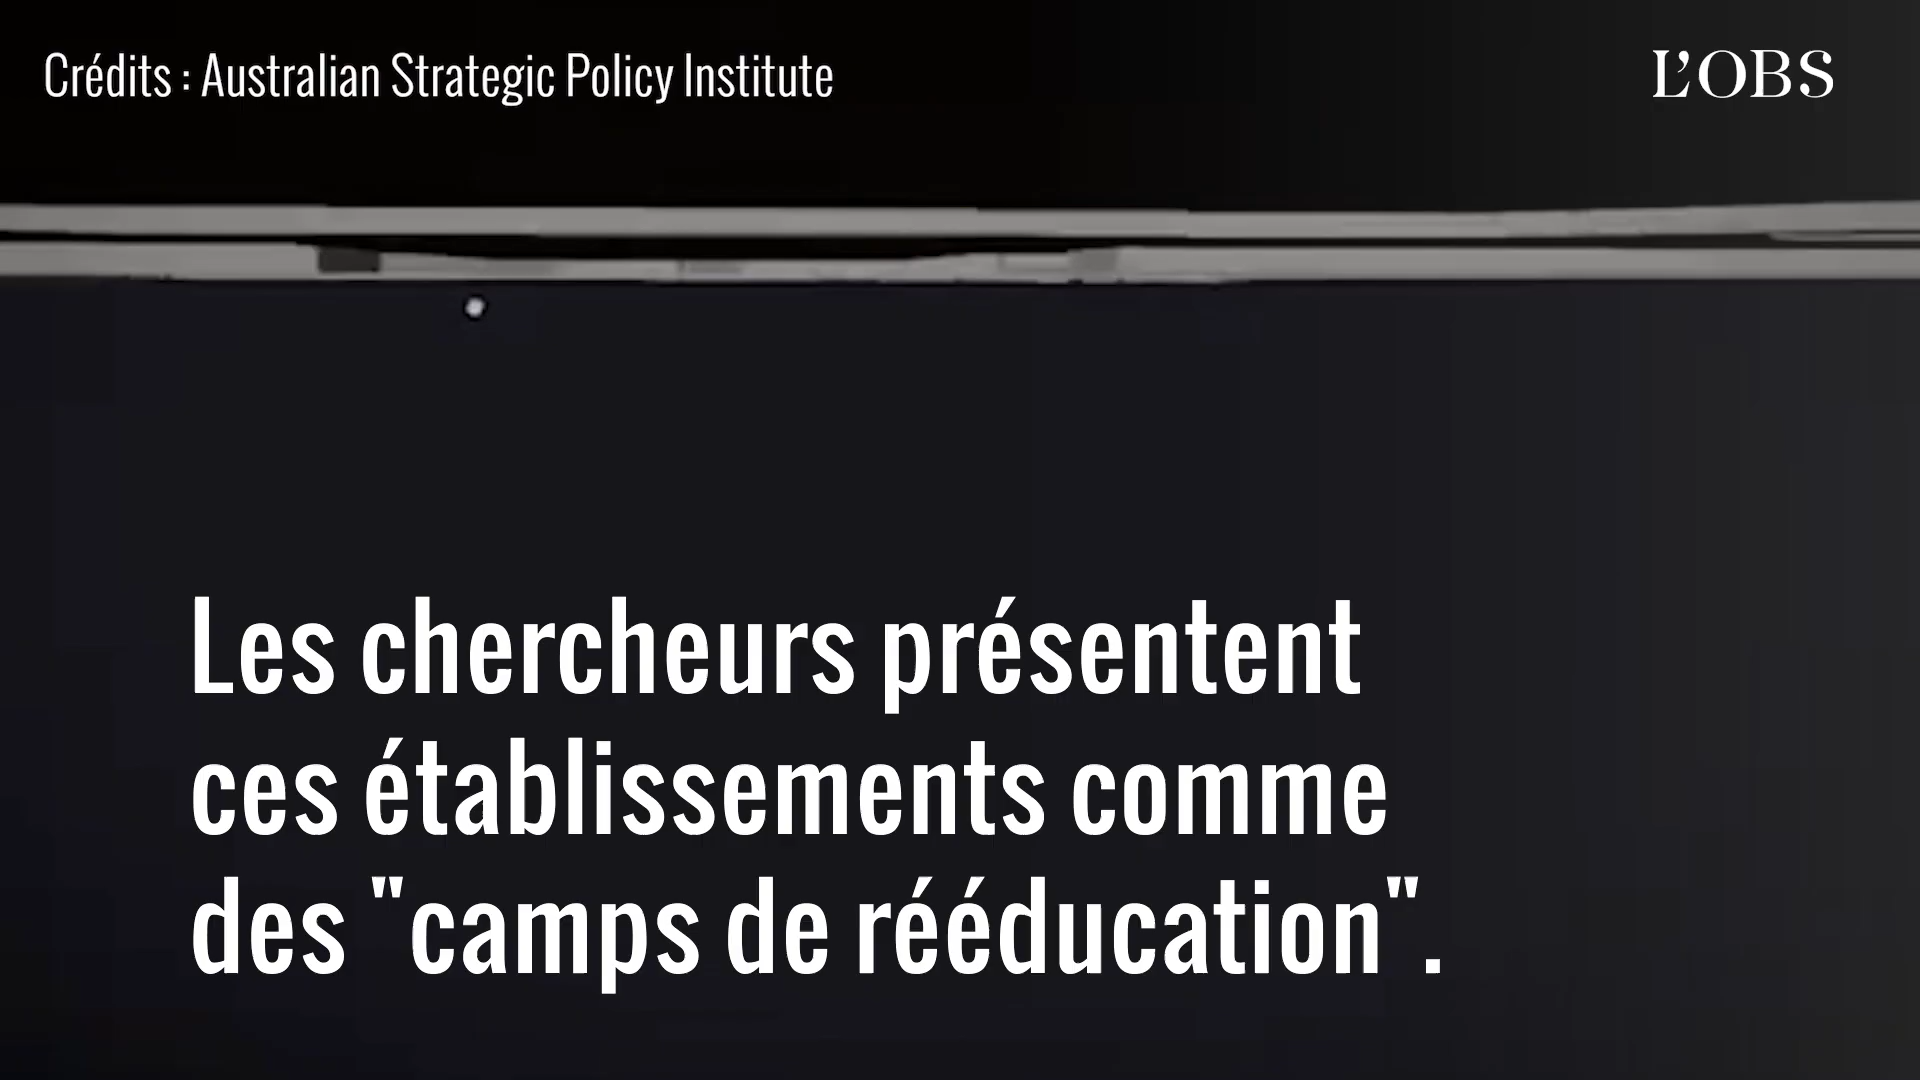 Crédits : Australian Strategic Policy Institute
L'OBS
Les chercheurs présentent
ces établissements comme
des "camps de rééducation".